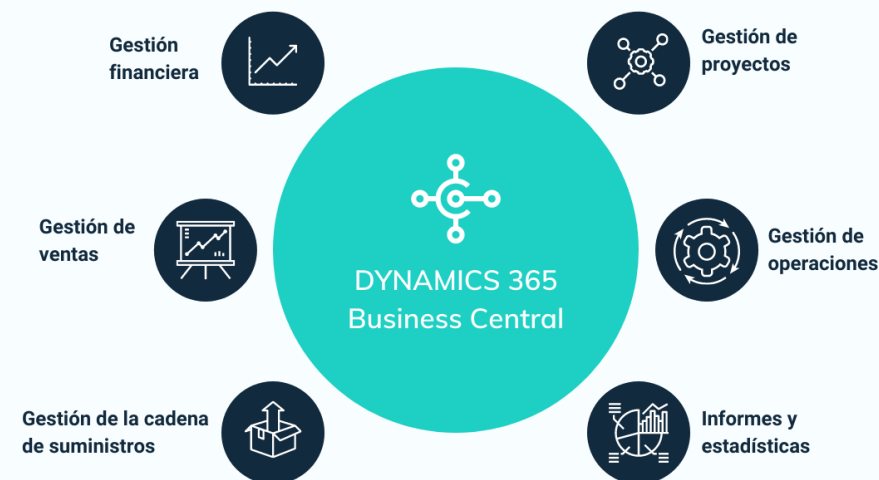 Gestión
financiera
Gestión de
proyectos
Gestión de
ventas
DYNAMICS 365
Business Central
Gestión de
operaciones
Gestión de la cadena
de suministros
Informes y
estadísticas